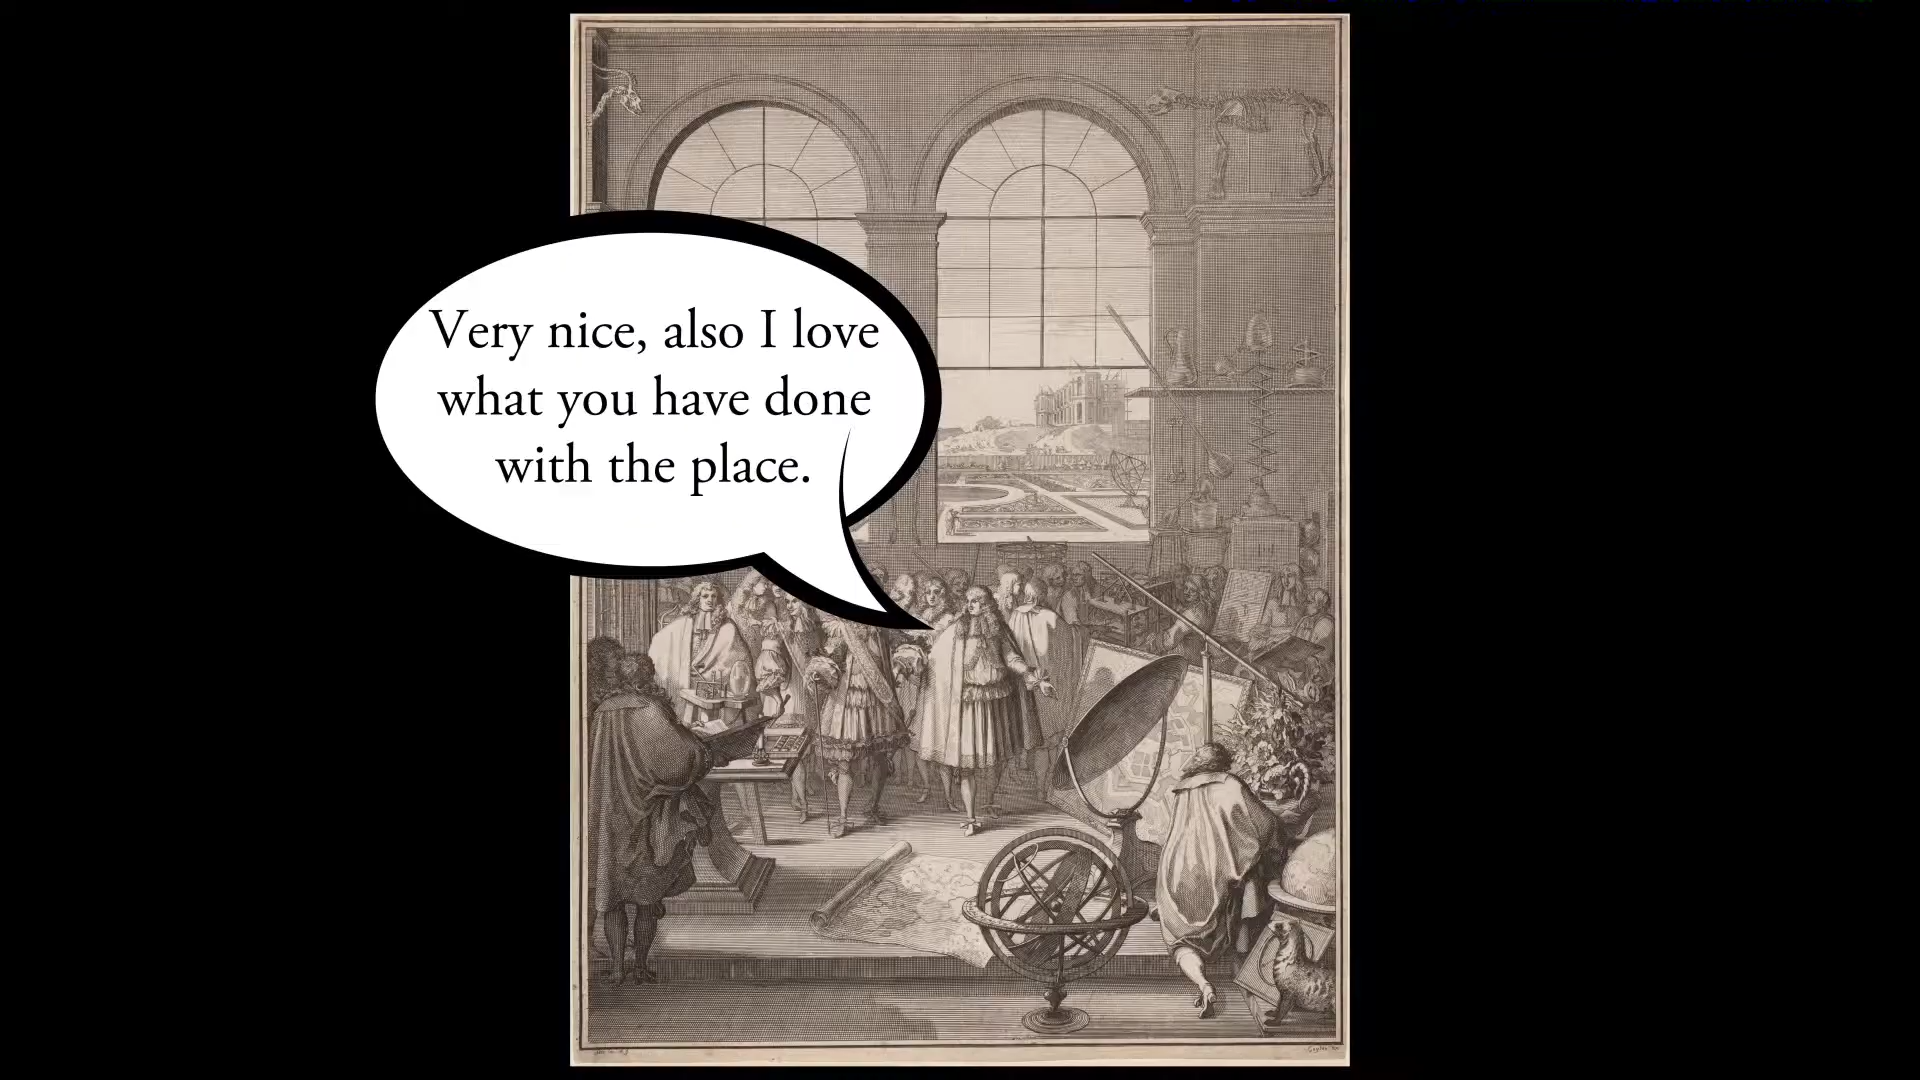 Very nice, also I love
what you have done
with the place.